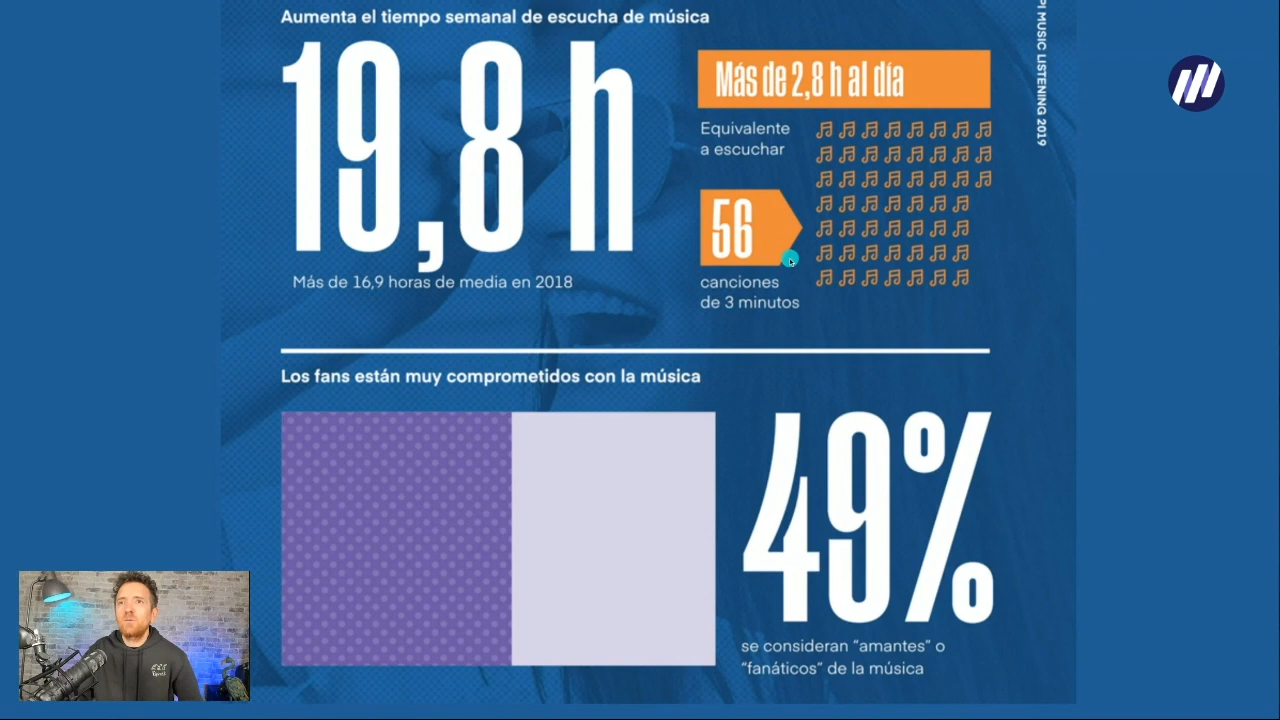 Aumenta el tiempo semanal de escucha de música
19,8 h
Más de 16,9 horas de media en 2018
Más de 2,8 h al día
Equivalente
a escuchar
56
canciones
de 3 minutos
MUSIC LISTENING 2019
Los fans están muy comprometidos con la música
49%
se consideran "amantes" o
"fanáticos" de la música